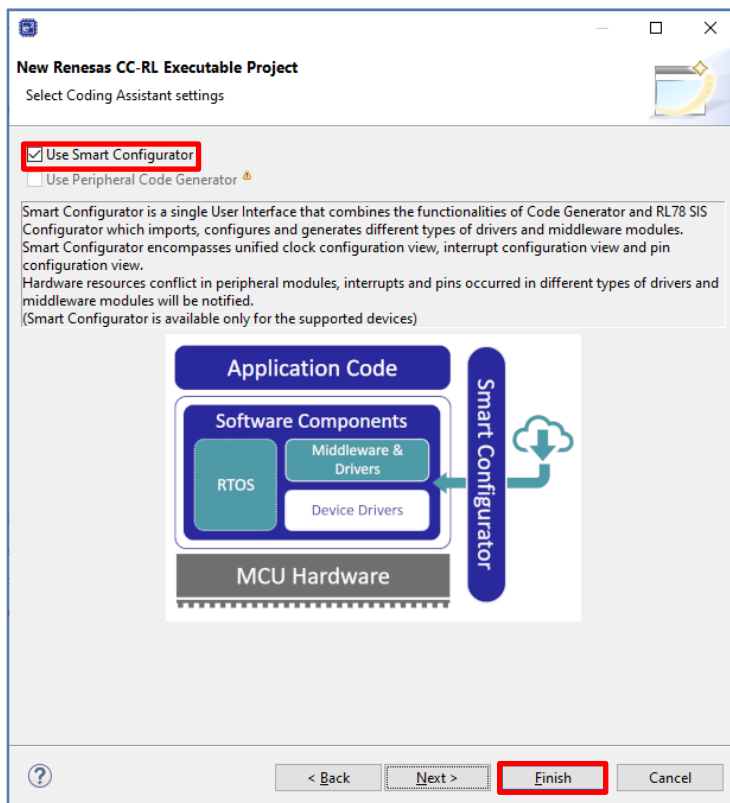 New Renesas CC-RL Executable Project
Select Coding Assistant settings
Use Smart Configurator
Use Peripheral Code Generator
Smart Configurator is a single User Interface that combines the functionalities of Code Generator and RL78 SIS
Configurator which imports, configures and generates different types of drivers and middleware modules.
Smart Configurator encompasses unified clock configuration view, interrupt configuration view and pin
configuration view.
Hardware resources conflict in peripheral modules, interrupts and pins occurred in different types of drivers and
middleware modules will be notified.
(Smart Configurator is available only for the supported devices)
Application Code
Software Components
RTOS
Middleware &
Drivers
Device Drivers
MCU Hardware
Smart Configurator
?
< Back
Next >
Finish
Cancel